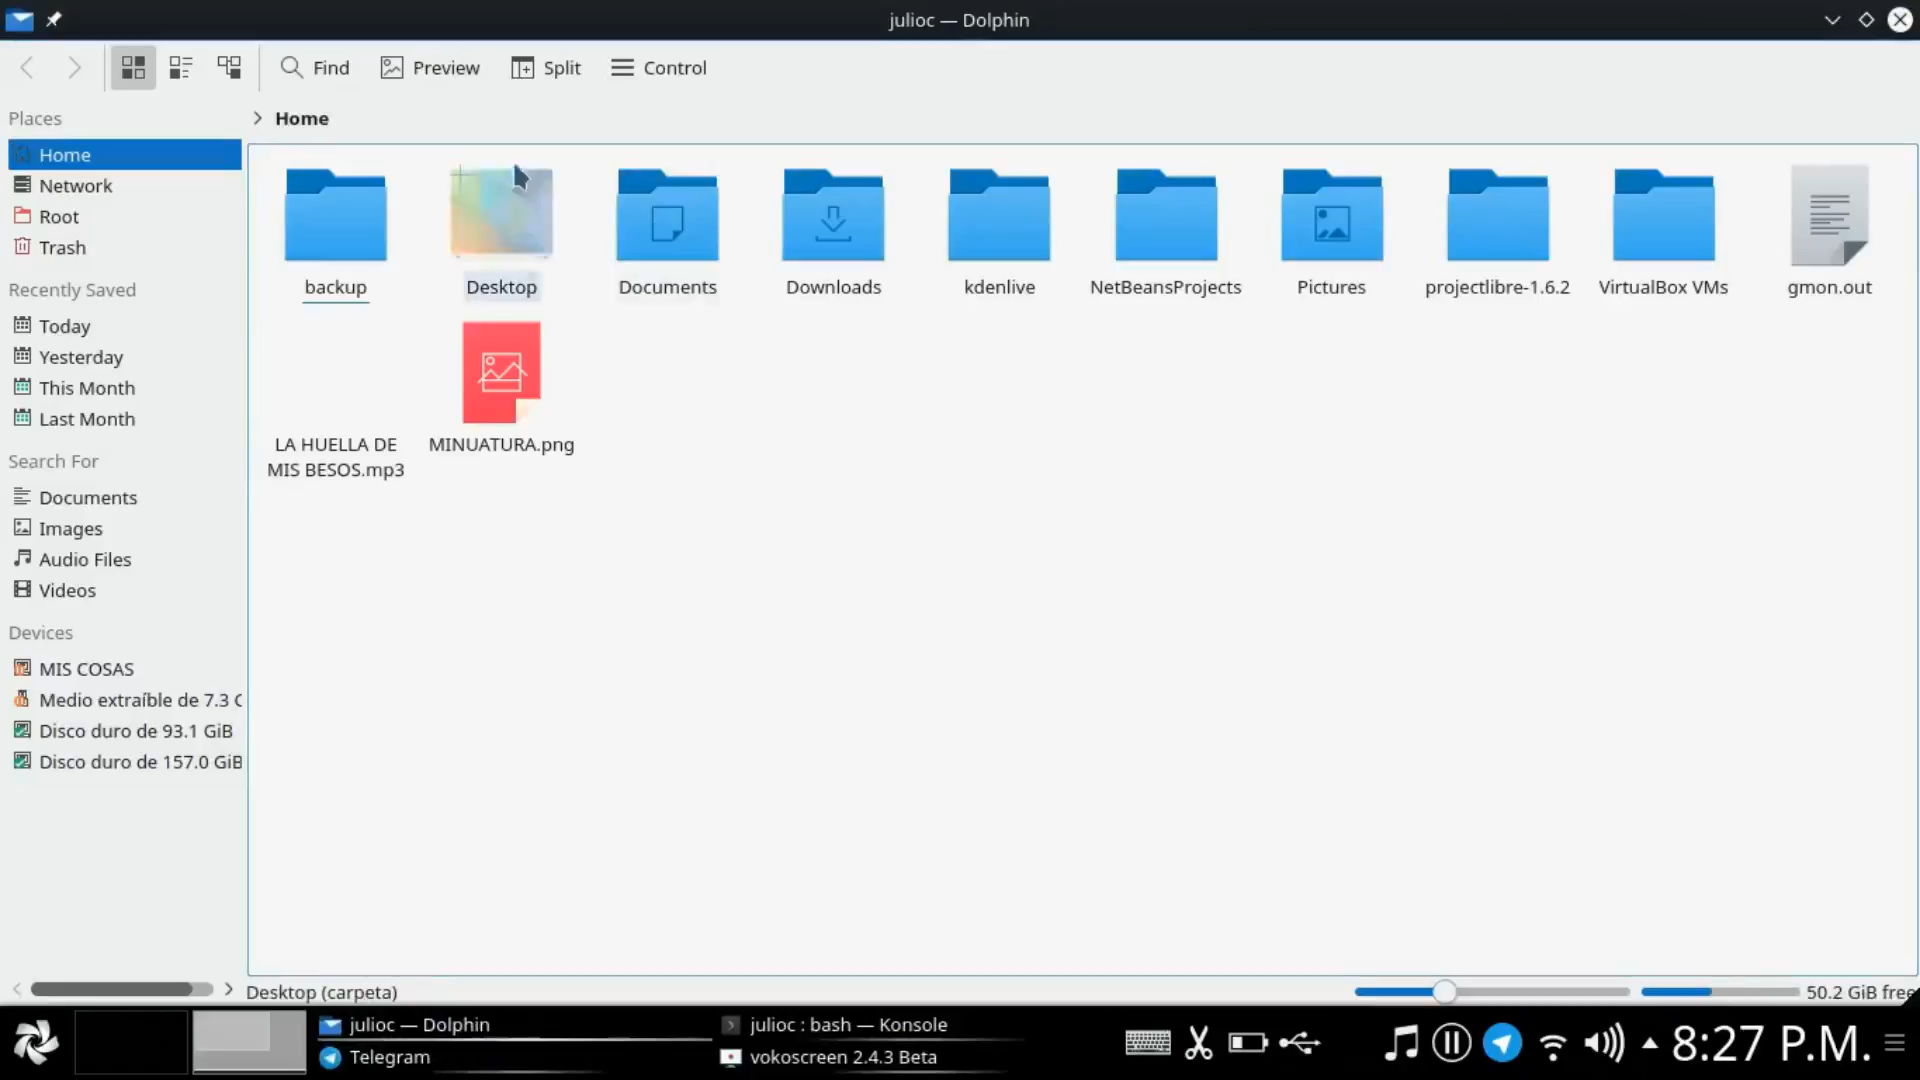 julioc — Dolphin
Find
Preview
Split
Control
Places
Home
Home
Network
Root
Trash
Recently Saved
Today
Yesterday
This Month
Last Month
Search For
Documents
Images
Audio Files
Videos
Devices
MIS COSAS
Medio extraíble de 7.3 G
Disco duro de 93.1 GiB
Disco duro de 157.0 GiB
backup
Desktop
Documents
Downloads
kdenlive
NetBeansProjects
Pictures
projectlibre-1.6.2
VirtualBox VMs
gmon.out
LA HUELLA DE
MIS BESOS.mp3
MINUATURA.png
Desktop (carpeta)
50.2 GiB free
julioc — Dolphin
julioc : bash — Konsole
Telegram
vokoscreen 2.4.3 Beta
8:27 P.M.